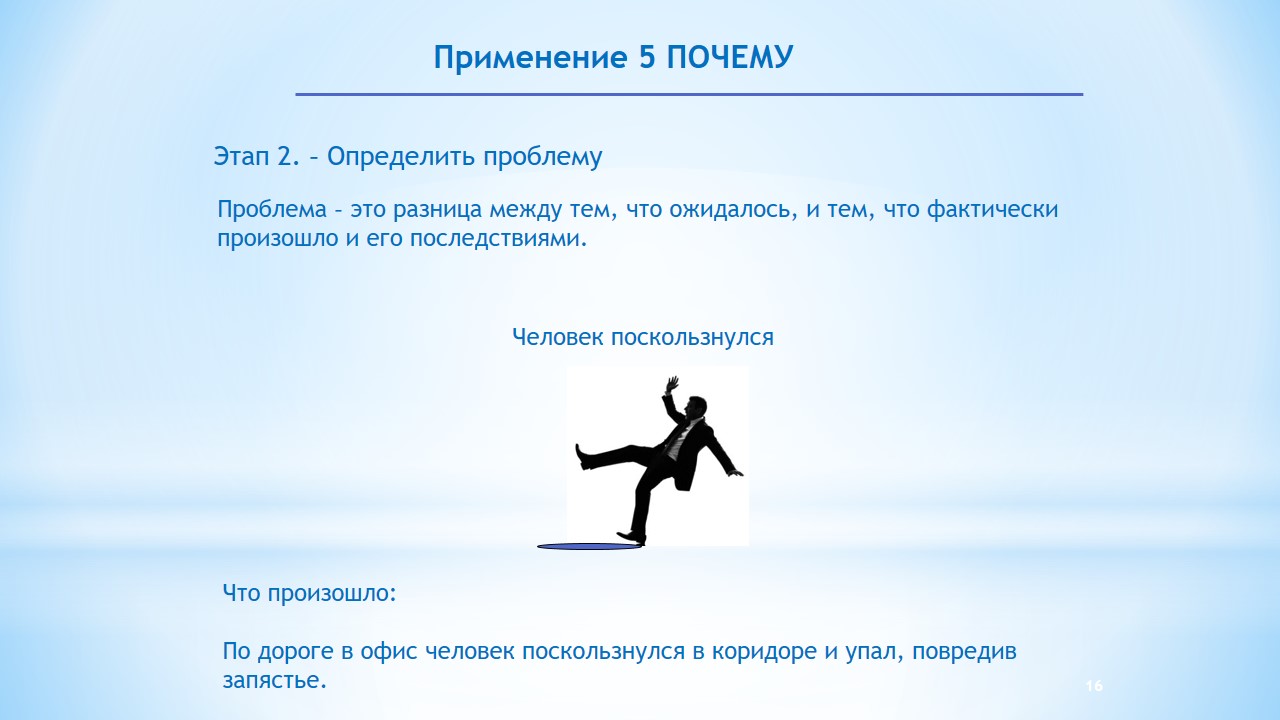 Применение 5 ПОЧЕМУ
Этап 2. – Определить проблему
Проблема – это разница между тем, что ожидалось, и тем, что фактически
произошло и его последствиями.
Человек поскользнулся
Что произошло:
По дороге в офис человек поскользнулся в коридоре и упал, повредив
запястье.
16